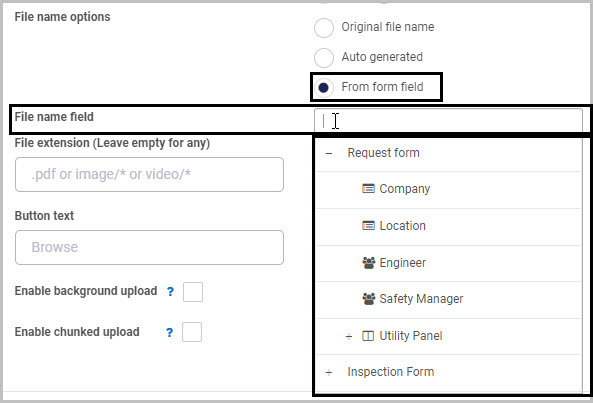 File name options
Original file name
Auto generated
From form field
File name field
File extension (Leave empty for any)
.pdf or image/* or video/*
Button text
Browse
Enable background upload ?
Enable chunked upload ?
− Request form
Company
Location
Engineer
Safety Manager
+ Utility Panel
+ Inspection Form